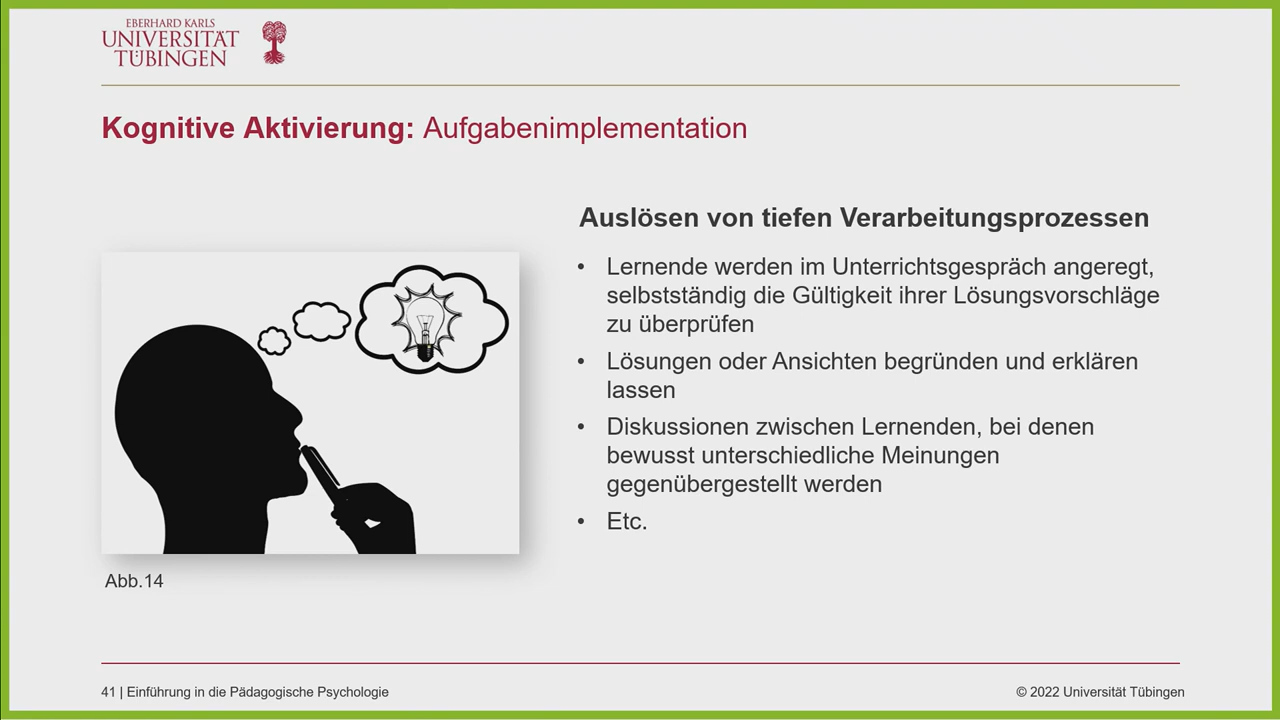 EBERHARD KARLS
UNIVERSITÄT
TÜBINGEN
Kognitive Aktivierung: Aufgabenimplementation
Auslösen von tiefen Verarbeitungsprozessen
• Lernende werden im Unterrichtsgespräch angeregt,
selbstständig die Gültigkeit ihrer Lösungsvorschläge
zu überprüfen
• Lösungen oder Ansichten begründen und erklären
lassen
• Diskussionen zwischen Lernenden, bei denen
bewusst unterschiedliche Meinungen
gegenübergestellt werden
• Etc.
Abb.14
41 | Einführung in die Pädagogische Psychologie
© 2022 Universität Tübingen